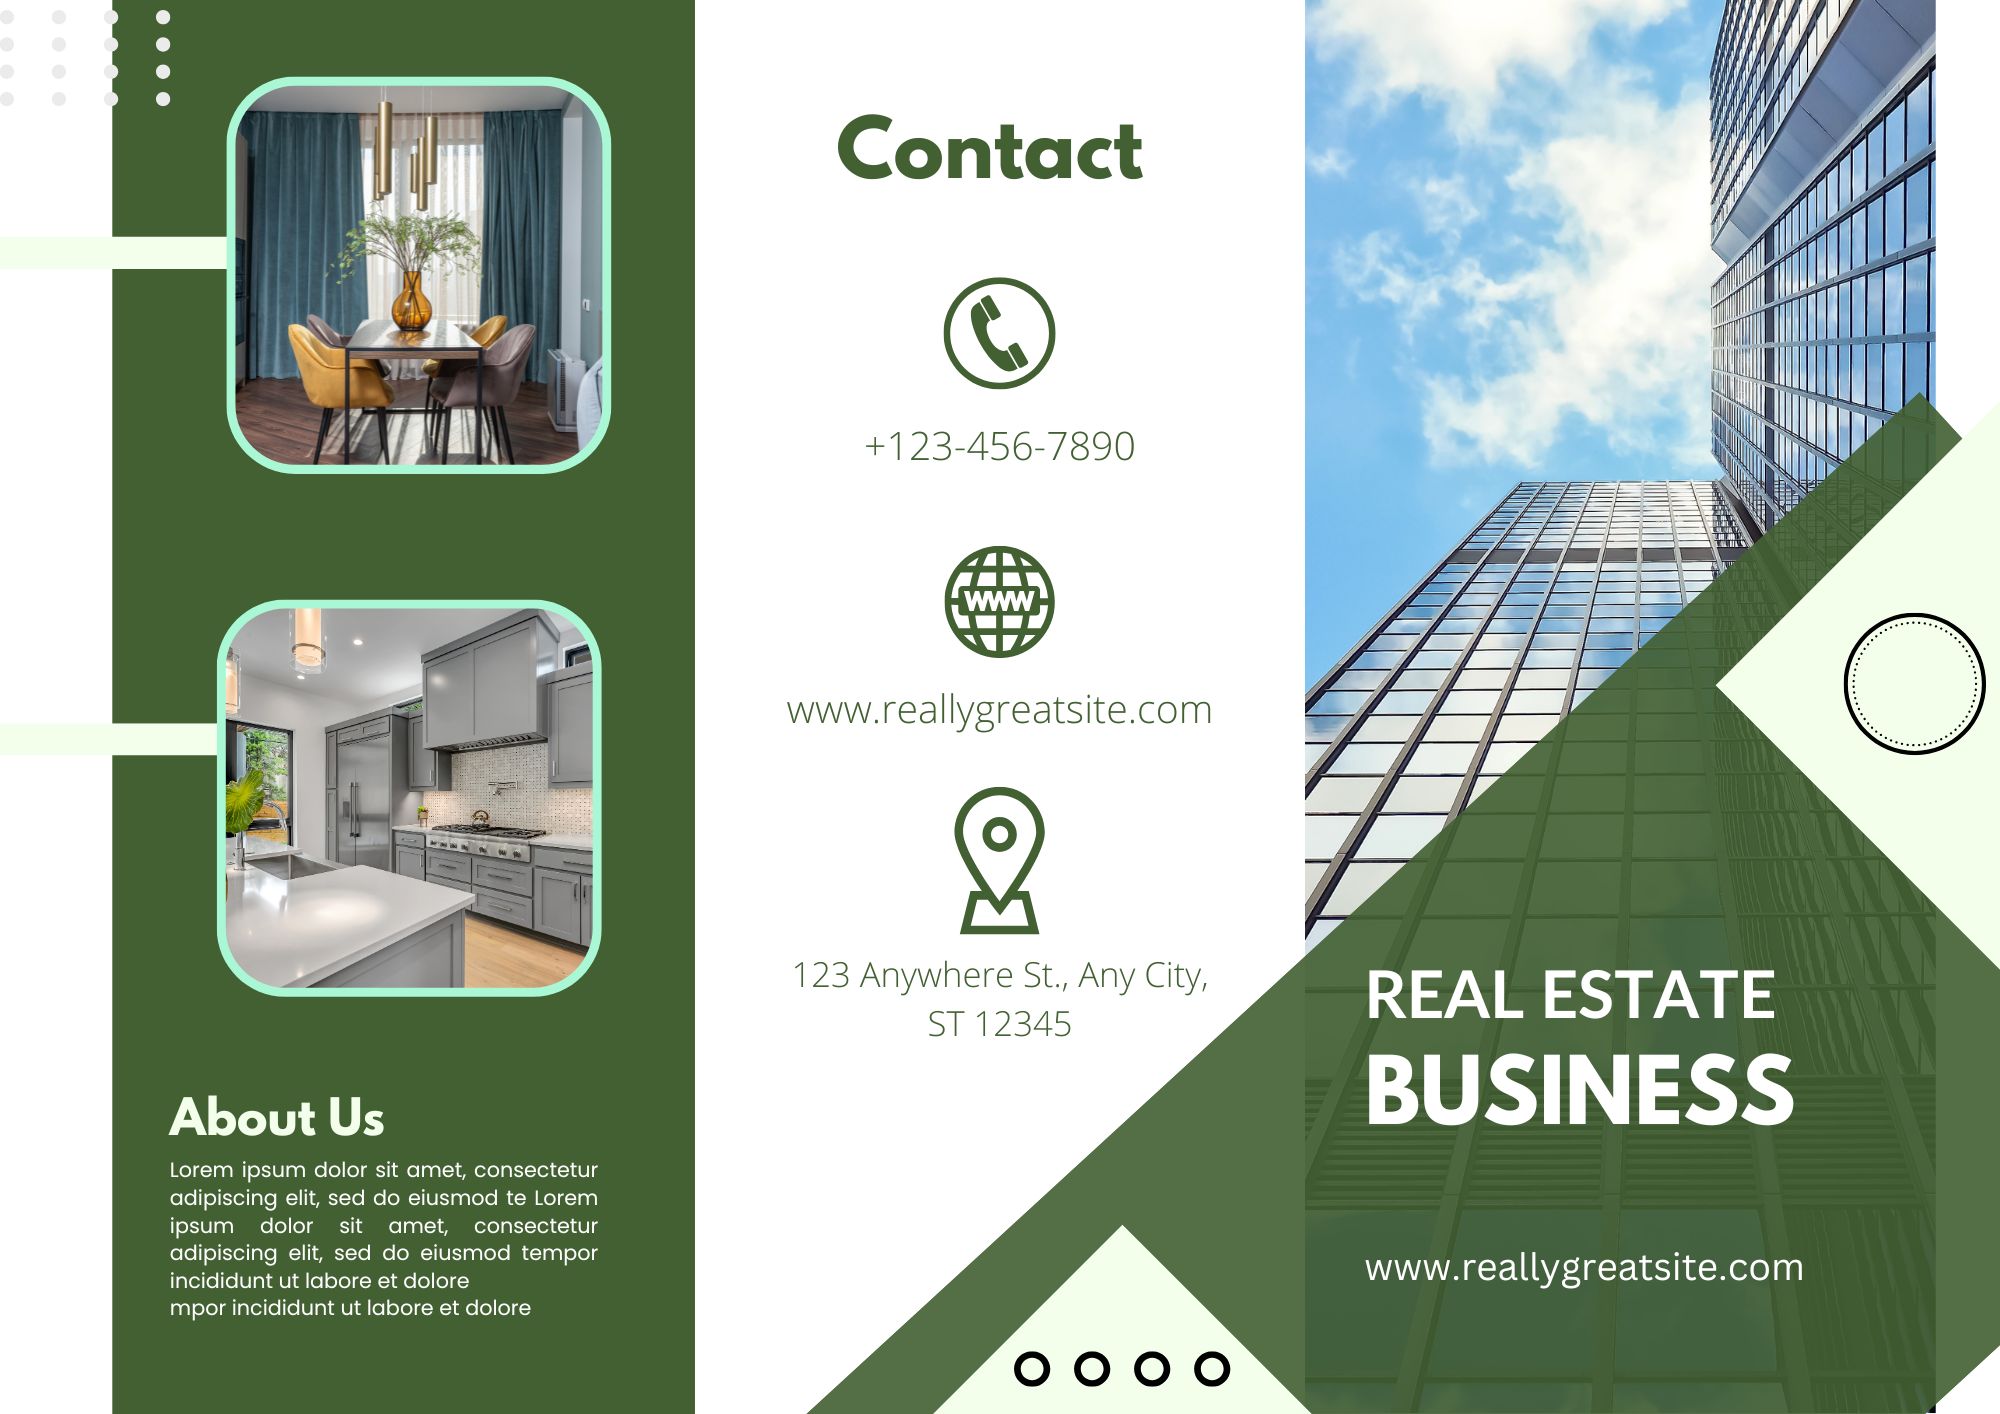 About Us
Lorem ipsum dolor sit amet, consectetur
adipiscing elit, sed do eiusmod te Lorem
ipsum dolor sit amet, consectetur
adipiscing elit, sed do eiusmod tempor
incididunt ut labore et dolore
mpor incididunt ut labore et dolore
Contact
+123-456-7890
WWW
www.reallygreatsite.com
123 Anywhere St., Any City,
ST 12345
REAL ESTATE
BUSINESS
www.reallygreatsite.com